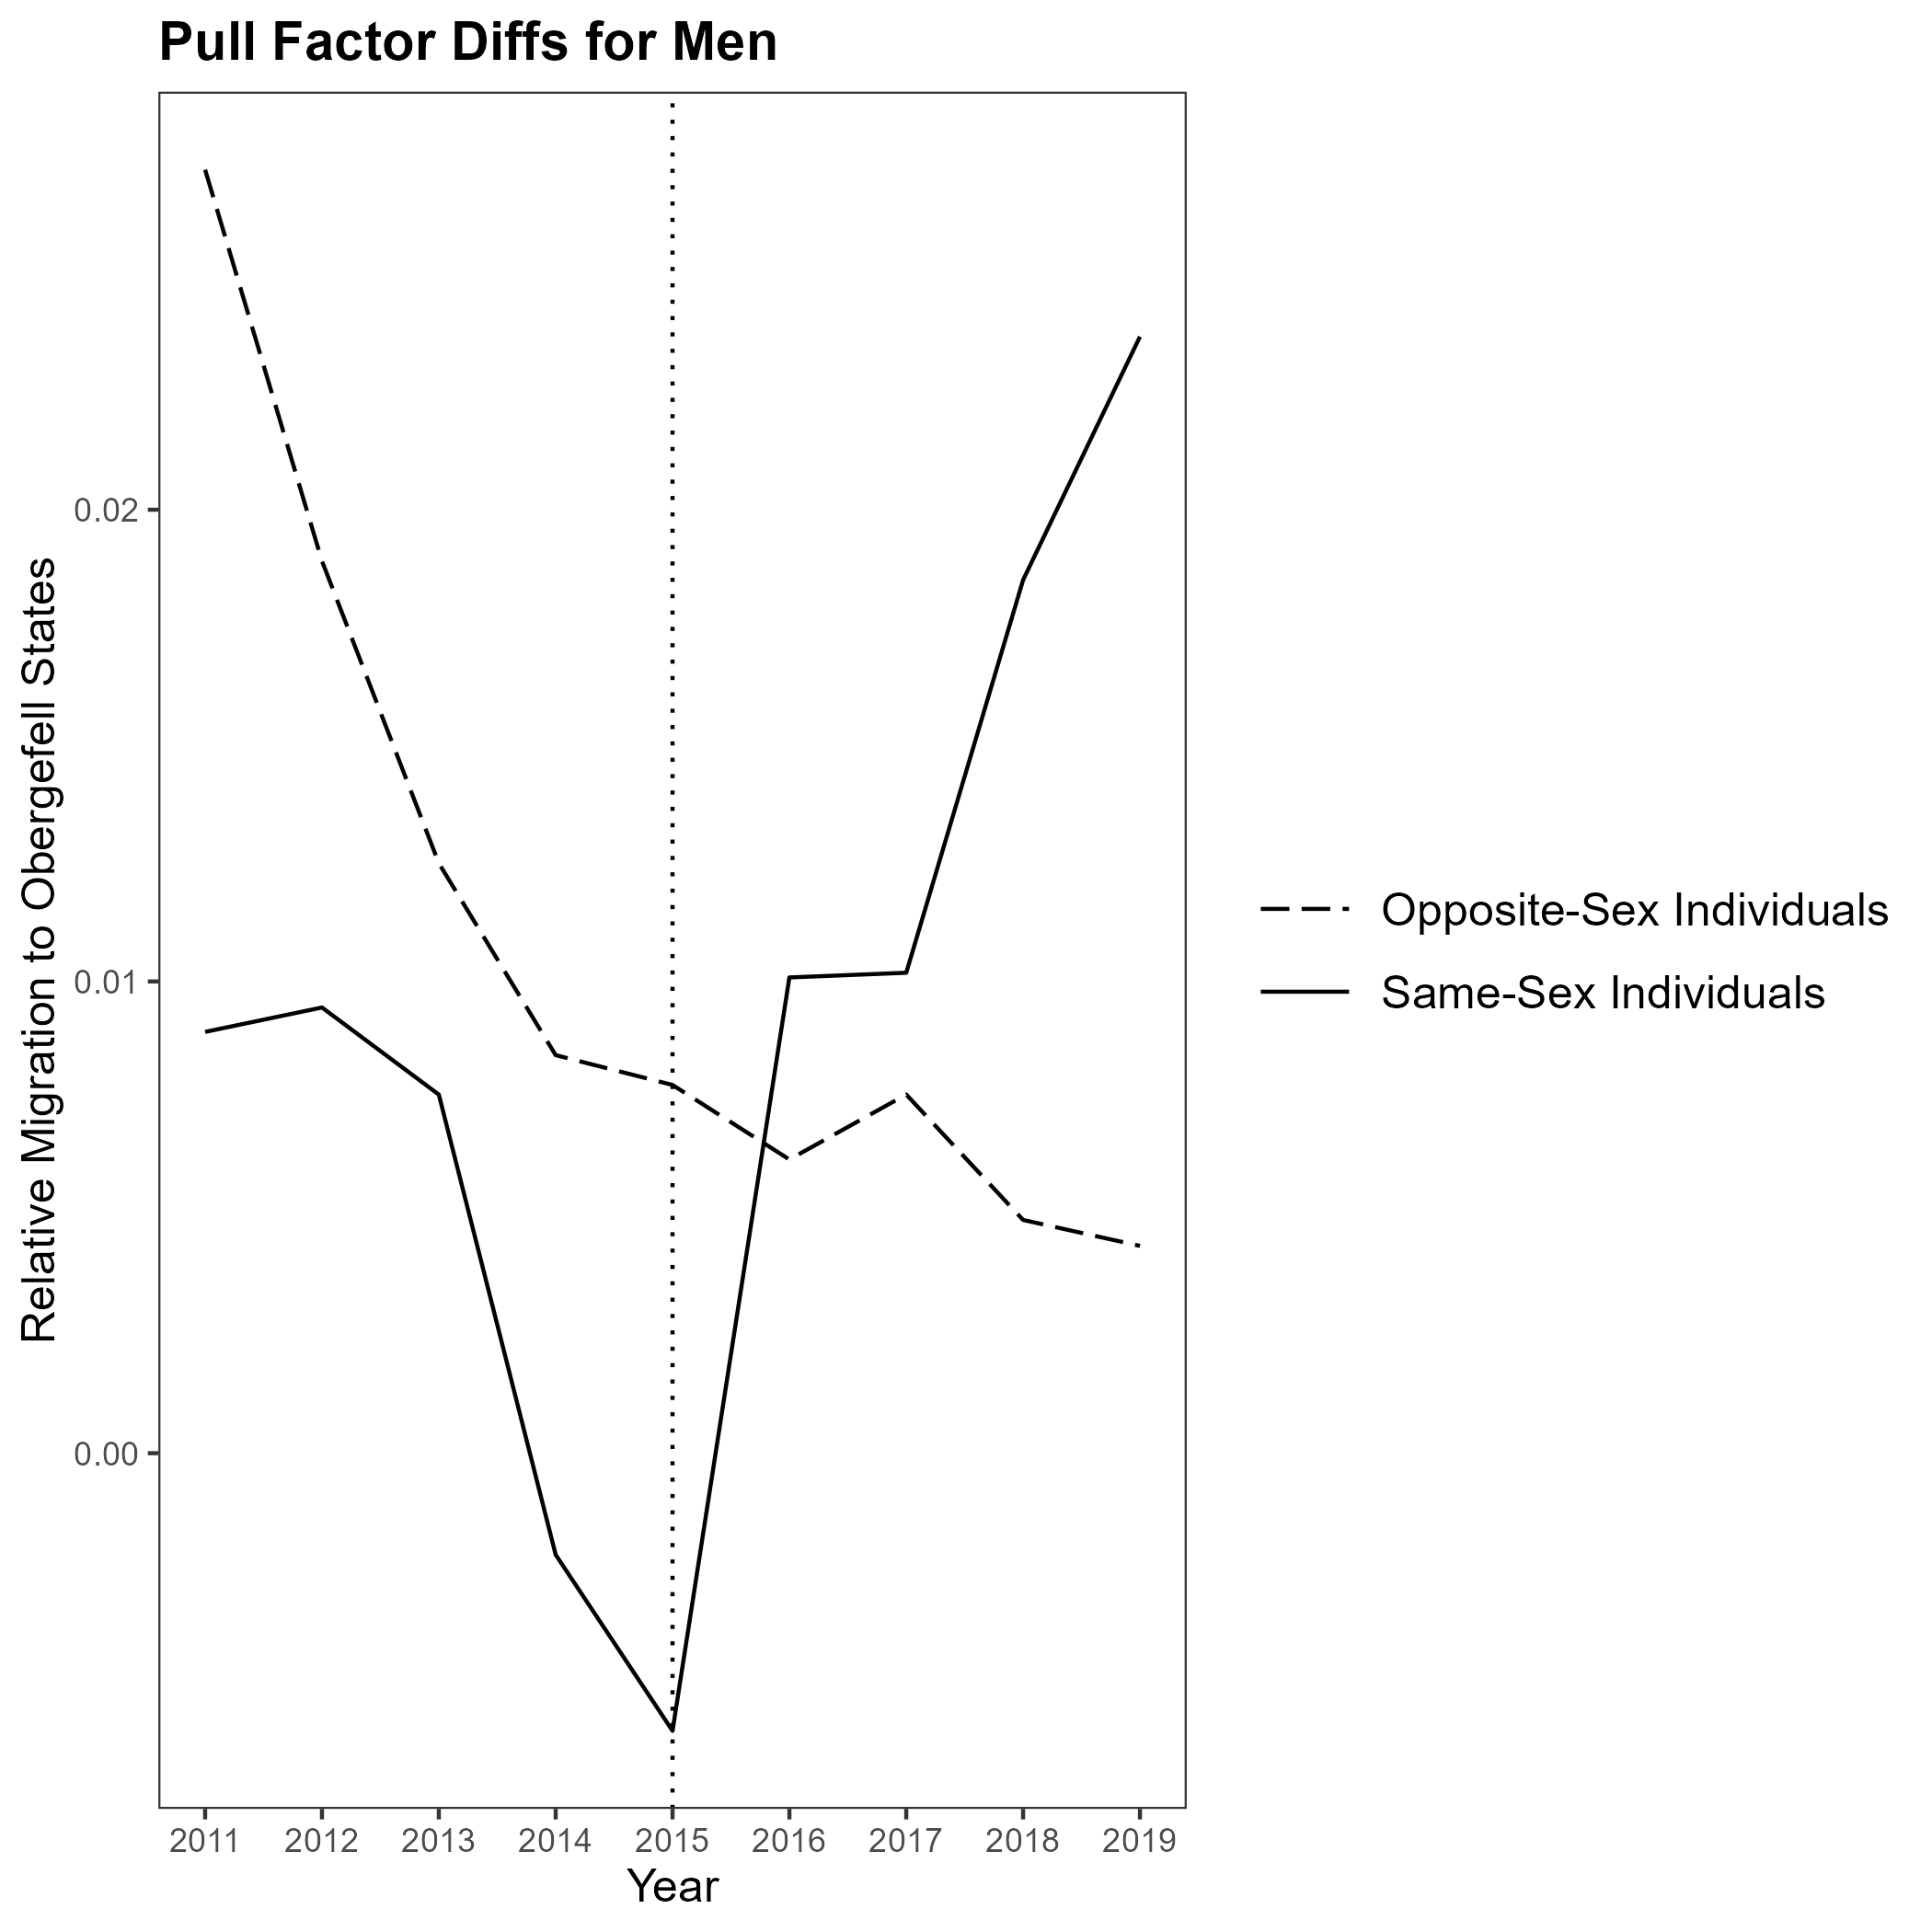 Pull Factor Diffs for Men
Relative Migration to Obergefell States
0.02
0.01
0.00
2011 2012 2013 2014 2015 2016 2017 2018 2019
Year
Opposite-Sex Individuals
Same-Sex Individuals